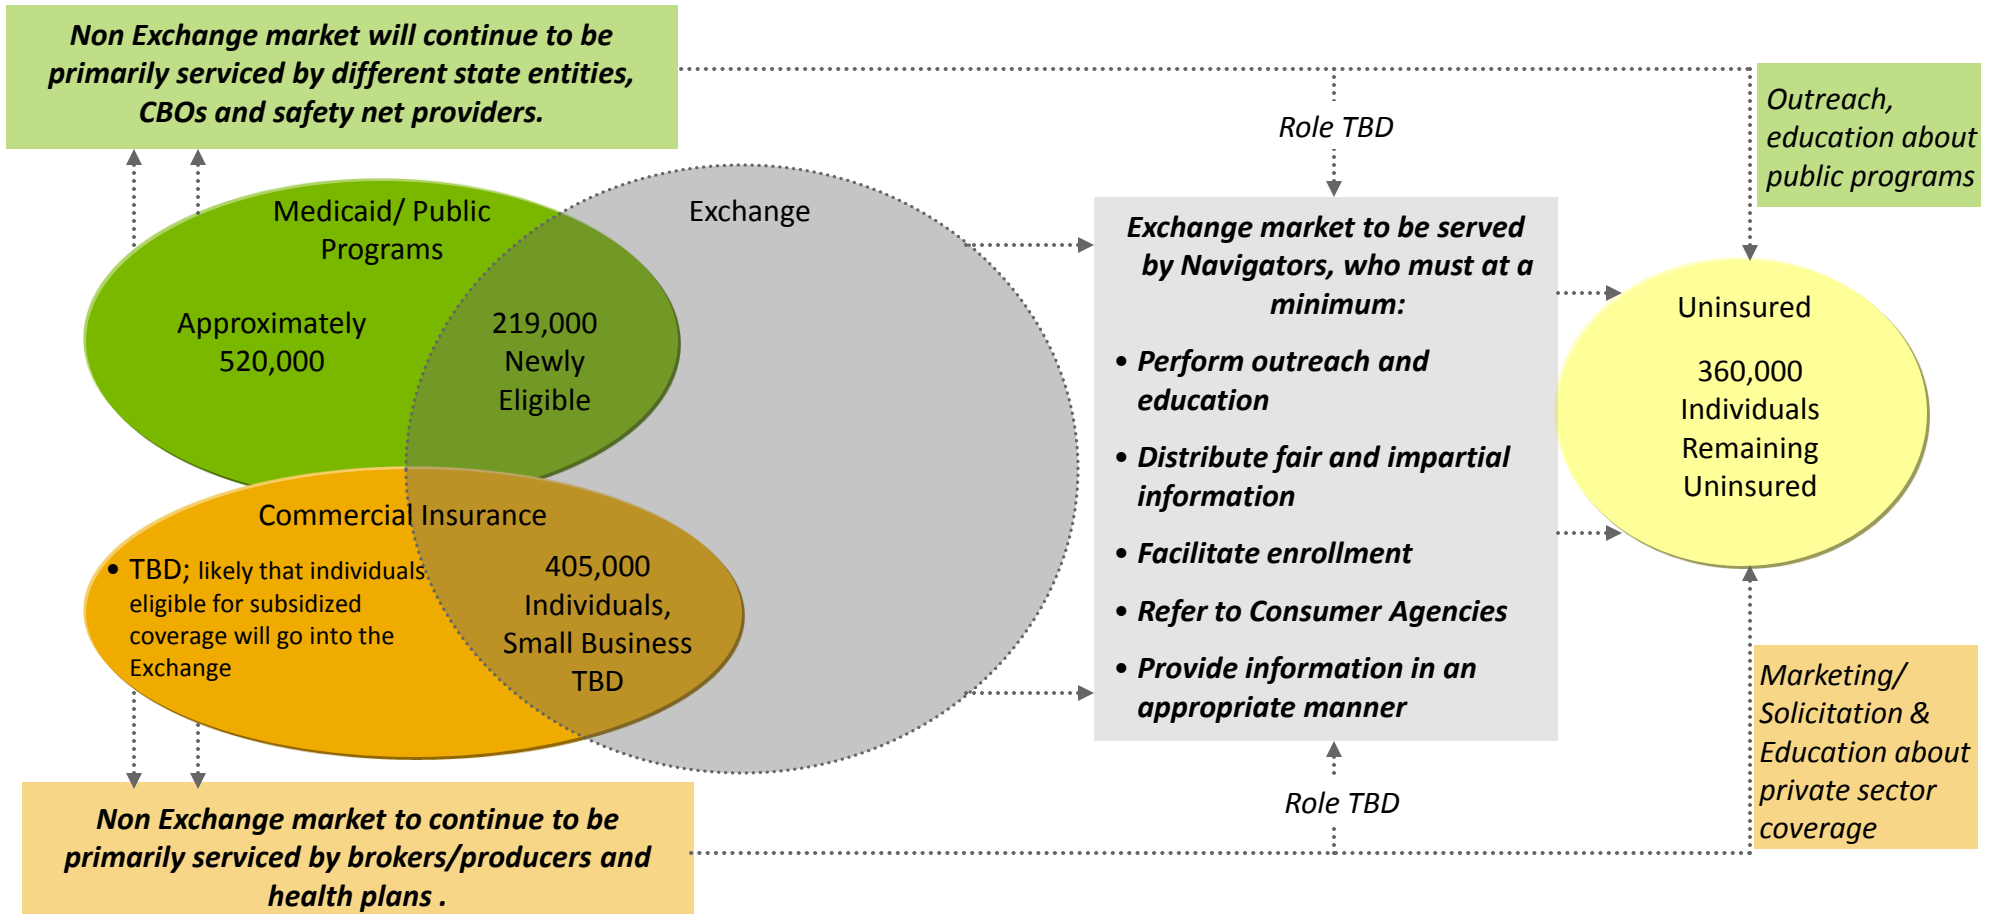 Non Exchange market will continue to be
primarily serviced by different state entities,
CBOs and safety net providers.
Role TBD
Outreach,
education about
public programs
Medicaid/ Public
Programs
Approximately
520,000
219,000
Newly
Eligible
Exchange
Exchange market to be served
by Navigators, who must at a
minimum:
• Perform outreach and
education
• Distribute fair and impartial
information
• Facilitate enrollment
• Refer to Consumer Agencies
• Provide information in an
appropriate manner
Uninsured
360,000
Individuals
Remaining
Uninsured
Commercial Insurance
• TBD; likely that individuals
eligible for subsidized
coverage will go into the
Exchange
405,000
Individuals,
Small Business
TBD
Role TBD
Marketing/
Solicitation &
Education about
private sector
coverage
Non Exchange market to continue to be
primarily serviced by brokers/producers and
health plans .